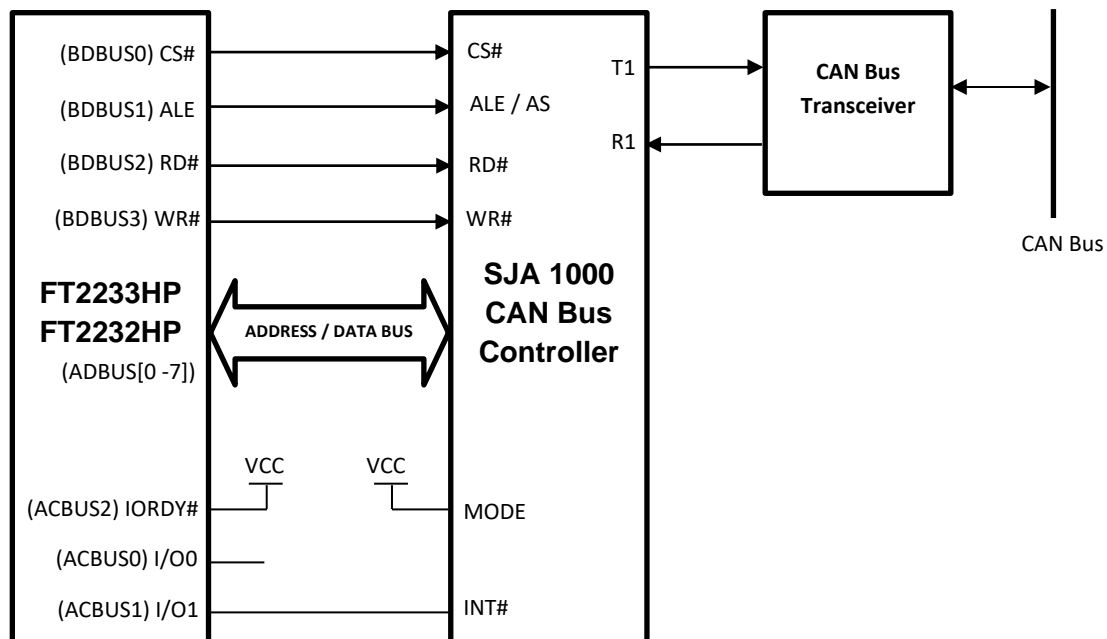 (BDBUS0) CS#
(BDBUS1) ALE
(BDBUS2) RD#
(BDBUS3) WR#
FT2233HP
FT2232HP
(ADBUS[0 -7])
(ACBUS2) IORDY#
(ACBUS0) I/O0
(ACBUS1) I/O1
ADDRESS / DATA BUS
VCC
VCC
CS#
ALE / AS
RD#
WR#
SJA 1000
CAN Bus
Controller
MODE
INT#
T1
R1
CAN Bus
Transceiver
CAN Bus